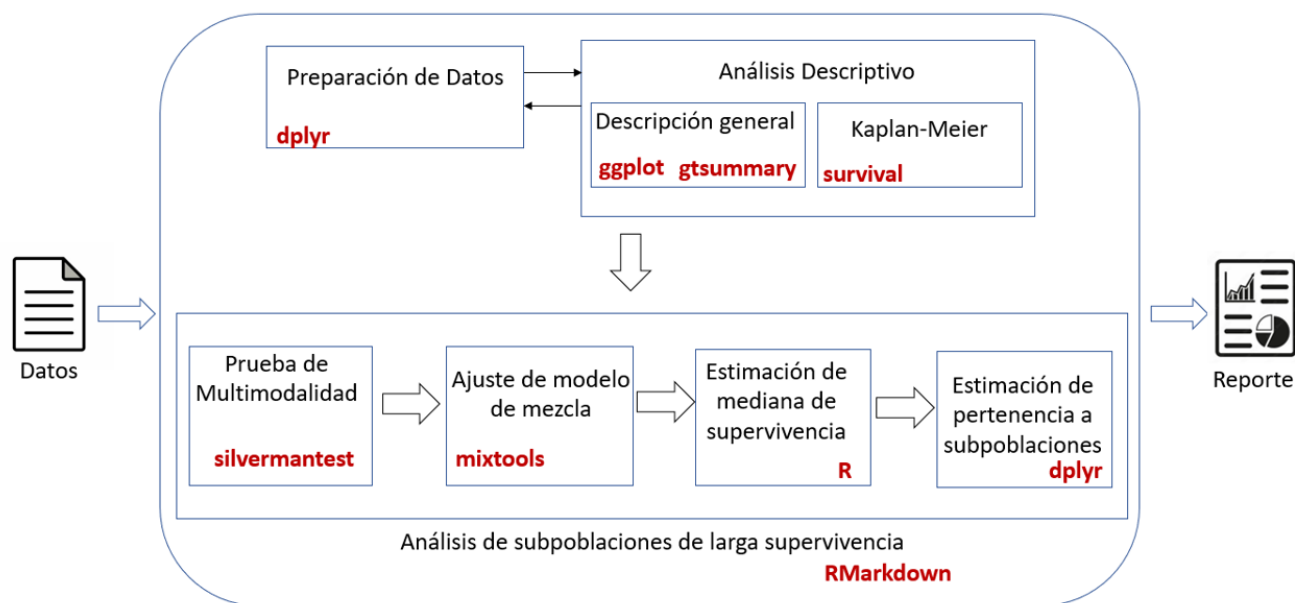 Preparación de Datos
dplyr
Análisis Descriptivo
Descripción general
ggplot gtsummary
Kaplan-Meier
survival
Datos
Prueba de
Multimodalidad
silvermantest
Ajuste de modelo
de mezcla
mixtools
Estimación de
mediana de
supervivencia
R
Estimación de
pertenencia a
subpoblaciones
dplyr
Reporte
Análisis de subpoblaciones de larga supervivencia
RMarkdown